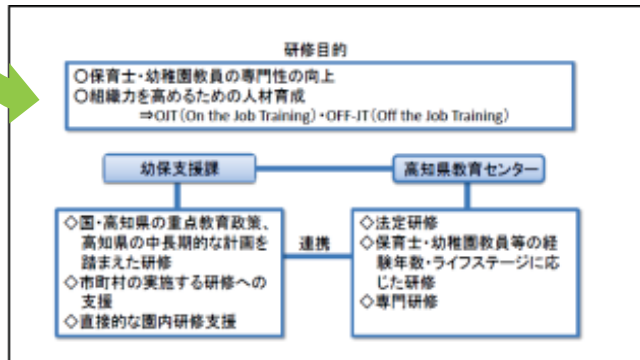 研修目的
○保育士・幼稚園教員の専門性の向上
○組織力を高めるための人材育成
⇒OJT(On the Job Training)・OFF-JT(Off the Job Training)
幼保支援課
高知県教育センター
◇国・高知県の重点教育政策、
高知県の中長期的な計画を
踏まえた研修
◇市町村の実施する研修への
支援
◇直接的な園内研修支援
連携
◇法定研修
◇保育士・幼稚園教員等の経
験年数・ライフステージに応
じた研修
◇専門研修